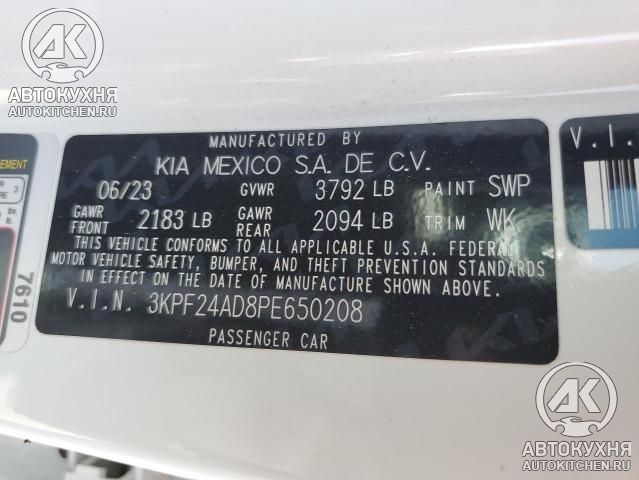 АК
АВТОКУХНЯ
AUTOKITCHEN.RU
MANUFACTURED BY
KIA MEXICO S.A. DE C.V.
06/23 GVWR 3792 LB PAINT SWP
GAWR FRONT 2183 LB GAWR REAR 2094 LB TRIM WK
THIS VEHICLE CONFORMS TO ALL APPLICABLE U.S.A. FEDERAL
MOTOR VEHICLE SAFETY, BUMPER, AND THEFT PREVENTION STANDARDS
IN EFFECT ON THE DATE OF MANUFACTURE SHOWN ABOVE.
V.I.N. 3KPF24AD8PE650208
PASSENGER CAR
7610
V.I.N
АК
АВТОКУХНЯ
AUTOKITCHEN.RU